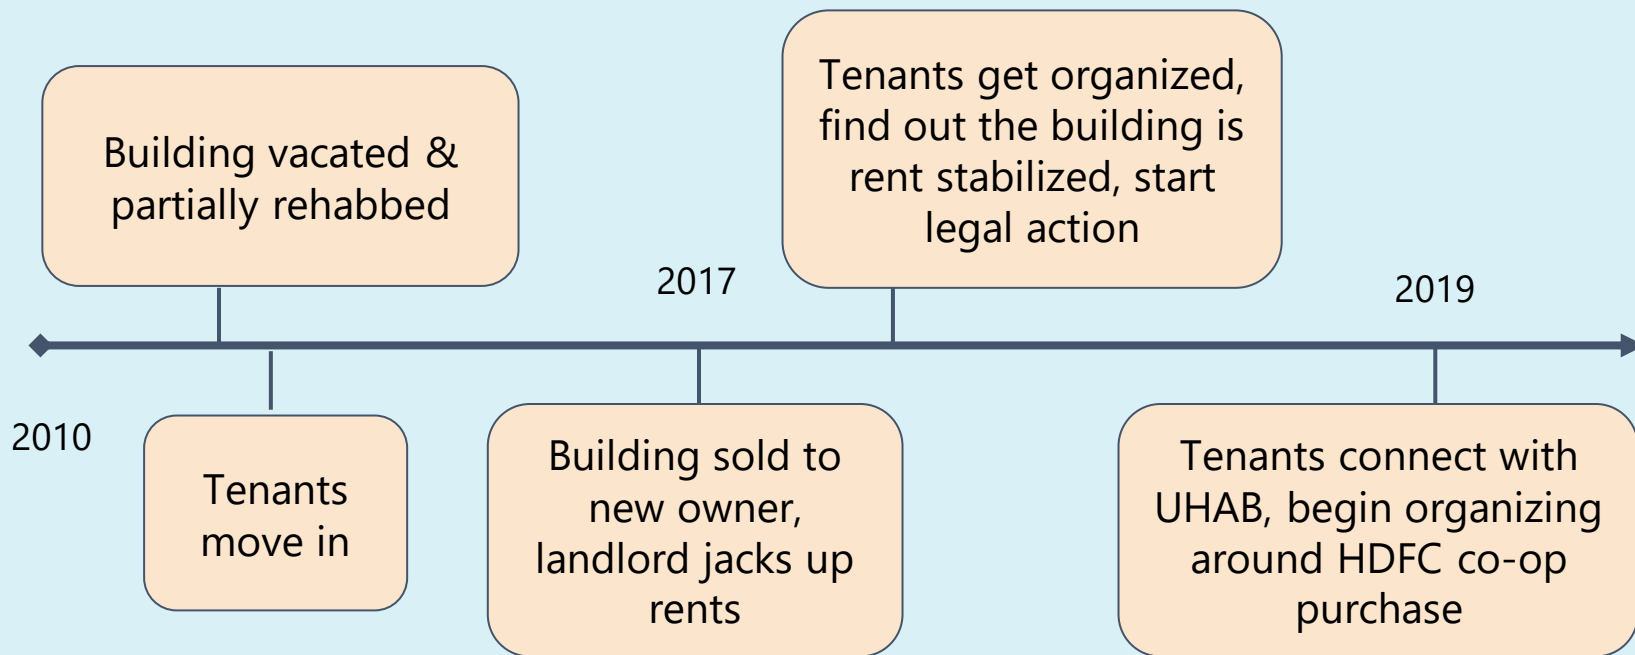 Building vacated &
partially rehabbed
Tenants get organized,
find out the building is
rent stabilized, start
legal action
2017
2019
2010
Tenants
move in
Building sold to
new owner,
landlord jacks up
rents
Tenants connect with
UHAB, begin organizing
around HDFC co-op
purchase